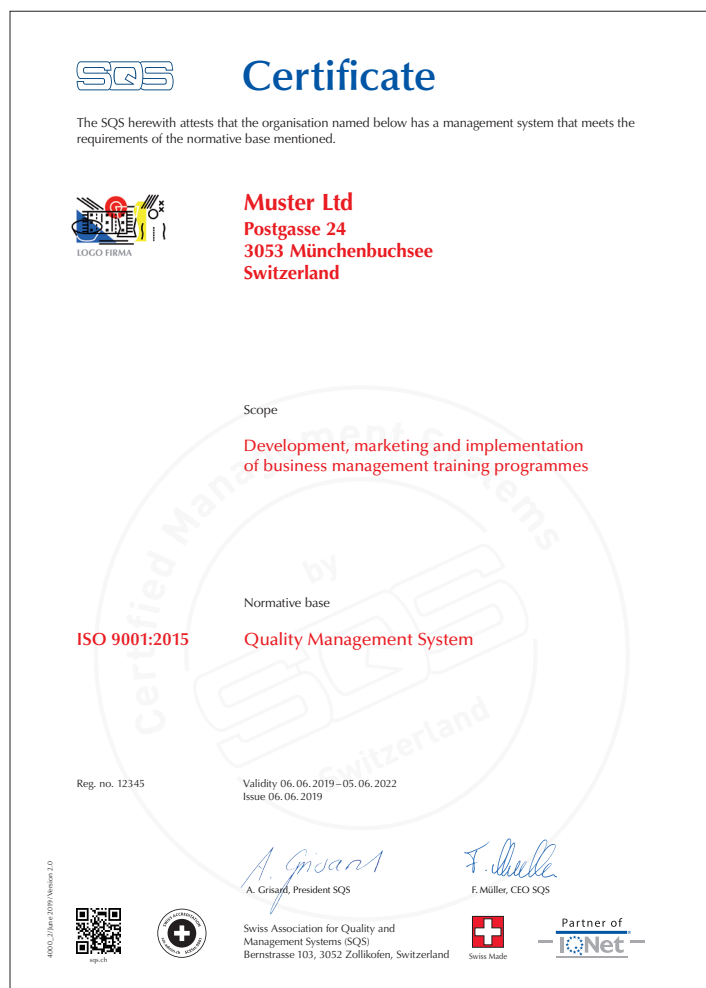 SQS
Certificate
The SQS herewith attests that the organisation named below has a management system that meets the
requirements of the normative base mentioned.
LOGO FIRMA
Muster Ltd
Postgasse 24
3053 Münchenbuchsee
Switzerland
Scope
Development, marketing and implementation
of business management training programmes
Certified Management Systems
by
SQS
Switzerland
Normative base
ISO 9001:2015 Quality Management System
Reg. no. 12345
Validity 06.06.2019–05.06.2022
Issue 06.06.2019
A. Grisard
F. Müller
A. Grisard, President SQS
F. Müller, CEO SQS
4000_2/June 2019/Version 2.0
sqs.ch
SWISS ACCREDITATION
Swiss Association for Quality and
Management Systems (SQS)
Bernstrasse 103, 3052 Zollikofen, Switzerland
Swiss Made
Partner of
IQNet